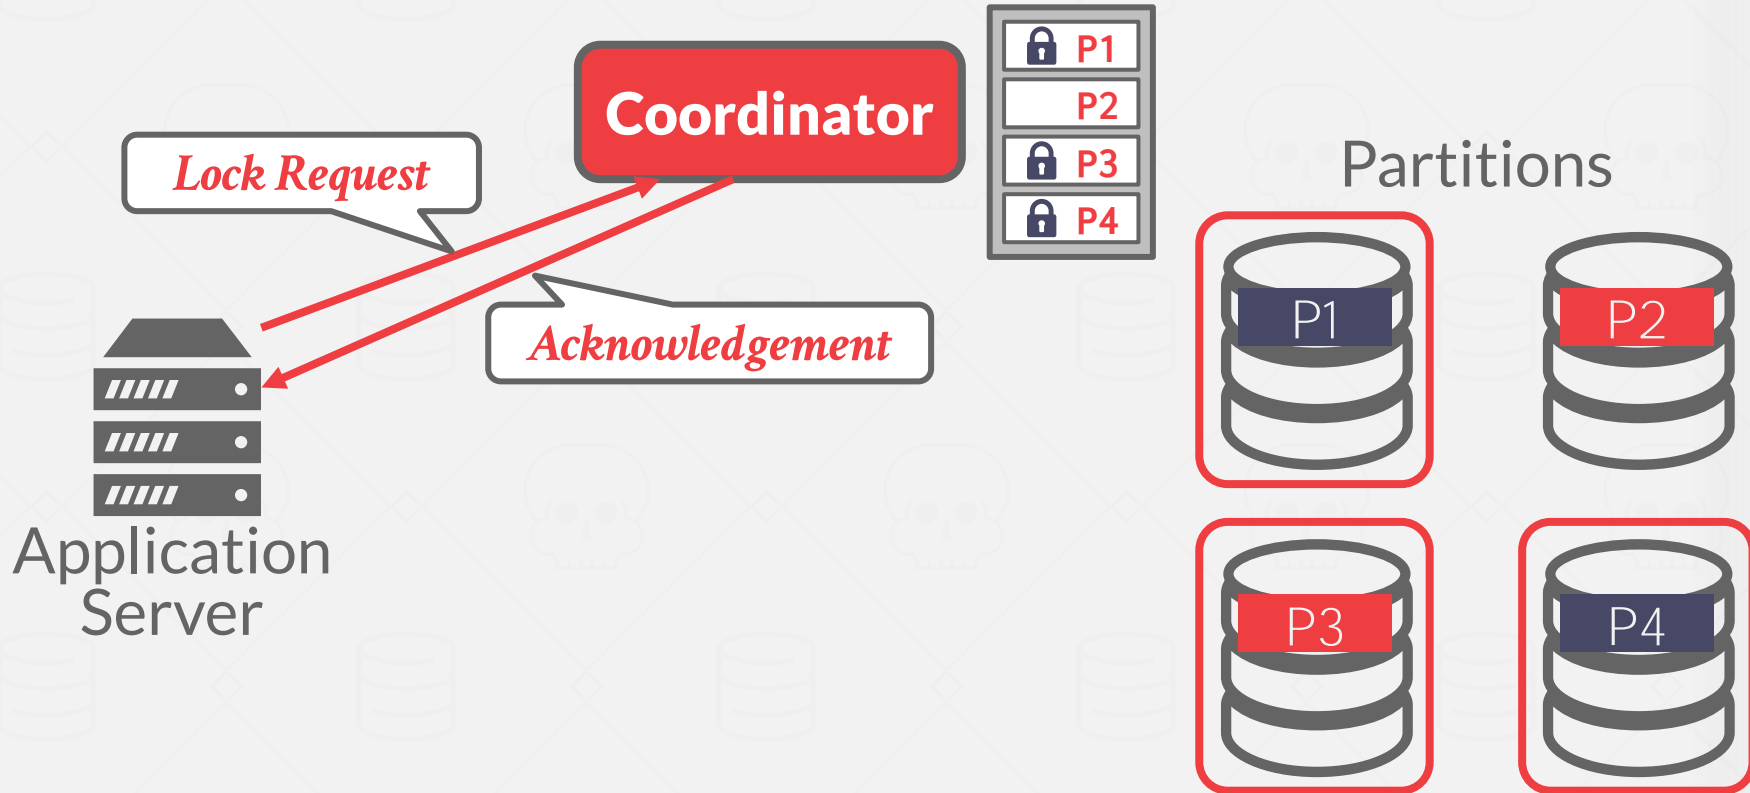 Coordinator
P1
P2
P3
P4
Lock Request
Acknowledgement
Application
Server
Partitions
P1
P2
P3
P4